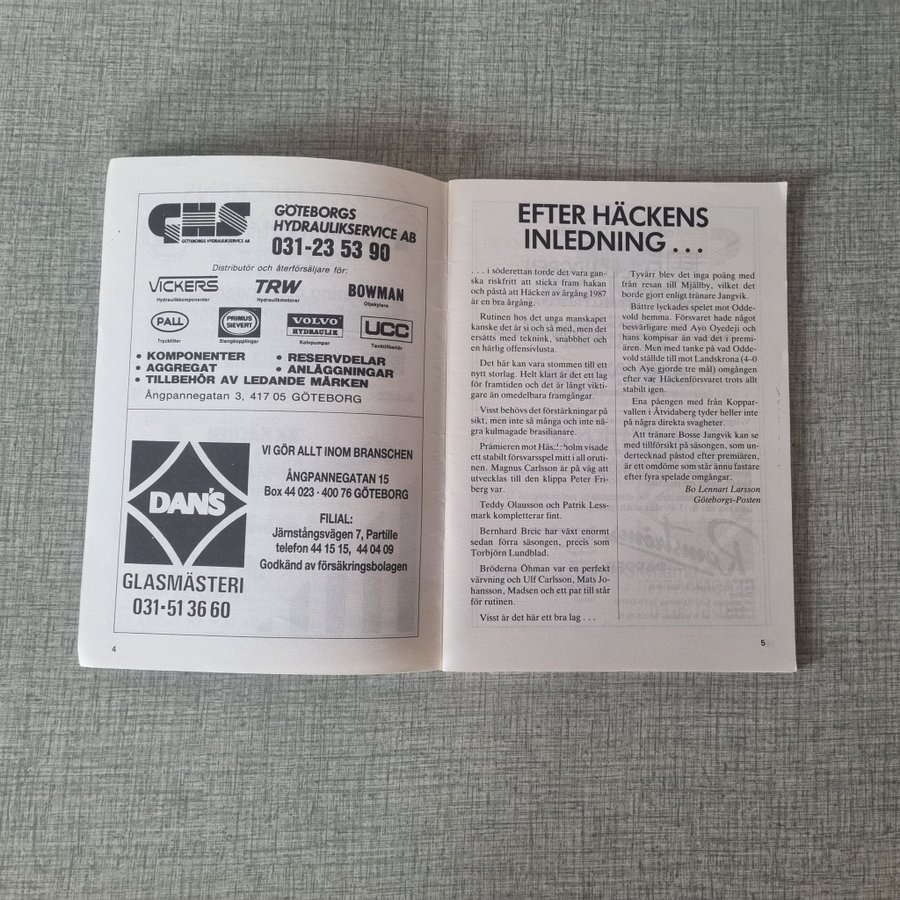 GHS
GÖTEBORGS HYDRAULIKSERVICE AB
GÖTEBORGS
HYDRAULIKSERVICE AB
031-23 53 90
Distributör och återförsäljare för:
VICKERS
Hydraulkomponenter
TRW
Hydraulmotorer
BOWMAN
Oljekylare
PALL
Tryckfilter
PRIMUS
SIEVERT
Slangkopplingar
VOLVO
HYDRAULIK
Kolvpumpar
UCC
Tanktillbehör
• KOMPONENTER
• RESERVDELAR
• AGGREGAT
• ANLÄGGNINGAR
• TILLBEHÖR AV LEDANDE MÄRKEN
Ångpannegatan 3, 417 05 GÖTEBORG
DAN'S
GLASMÄSTERI
031-51 36 60
VI GÖR ALLT INOM BRANSCHEN
ÅNGPANNEGATAN 15
Box 44 023 · 400 76 GÖTEBORG
FILIAL:
Järnstångsvägen 7, Partille
telefon 44 15 15, 44 04 09
Godkänd av försäkringsbolagen
4
EFTER HÄCKENS
INLEDNING . . .
. . . i söderettan torde det vara gan-
ska riskfritt att sticka fram hakan
och påstå att Häcken av årgång 1987
är en bra årgång.
Rutinen hos det unga manskapet
kanske det är si och så med, men det
ersätts med teknink, snabbhet och
en härlig offensivlusta.
Det här kan vara stommen till ett
nytt storlag. Helt klart är det ett lag
för framtiden och det är långt vikti-
gare än omedelbara framgångar.
Visst behövs det förstärkningar på
sikt, men inte så många och inte nå-
gra kulmagade brasilianare.
Prämieren mot Hässleholm visade
ett stabilt försvarsspel mitt i all oruti-
nen. Magnus Carlsson är på väg att
utvecklas till den klippa Peter Fri-
berg var.
Teddy Olausson och Patrik Less-
mark kompletterar fint.
Bernhard Brcic har växt enormt
sedan förra säsongen, precis som
Torbjörn Lundblad.
Bröderna Öhman var en perfekt
värvning och Ulf Carlsson, Mats Jo-
hansson, Madsen och ett par till står
för rutinen.
Visst är det här ett bra lag . . .
Tyvärr blev det inga poäng med
från resan till Mjällby, vilket det
borde gjort enligt tränare Jangvik.
Bättre lyckades spelet mot Odde-
vold hemma. Försvaret hade något
besvärligare med Ayo Oyedeji och
hans kompisar än vad det i premi-
ären. Men med tanke på vad Odde-
vold ställde till mot Landskrona (4–0
och Aye gjorde tre mål) omgången
efter var Häckenförsvaret trots allt
stabilt igen.
Ena påengen med från Koppar-
vallen i Åtvidaberg tyder heller inte
på några direkta svagheter.
Att tränare Bosse Jangvik kan se
med tillförsikt på säsongen, som un-
dertecknad påstod efter premiären,
är ett omdöme som står ännu fastare
efter fyra spelade omgångar.
Bo Lennart Larsson
Göteborgs-Posten
5